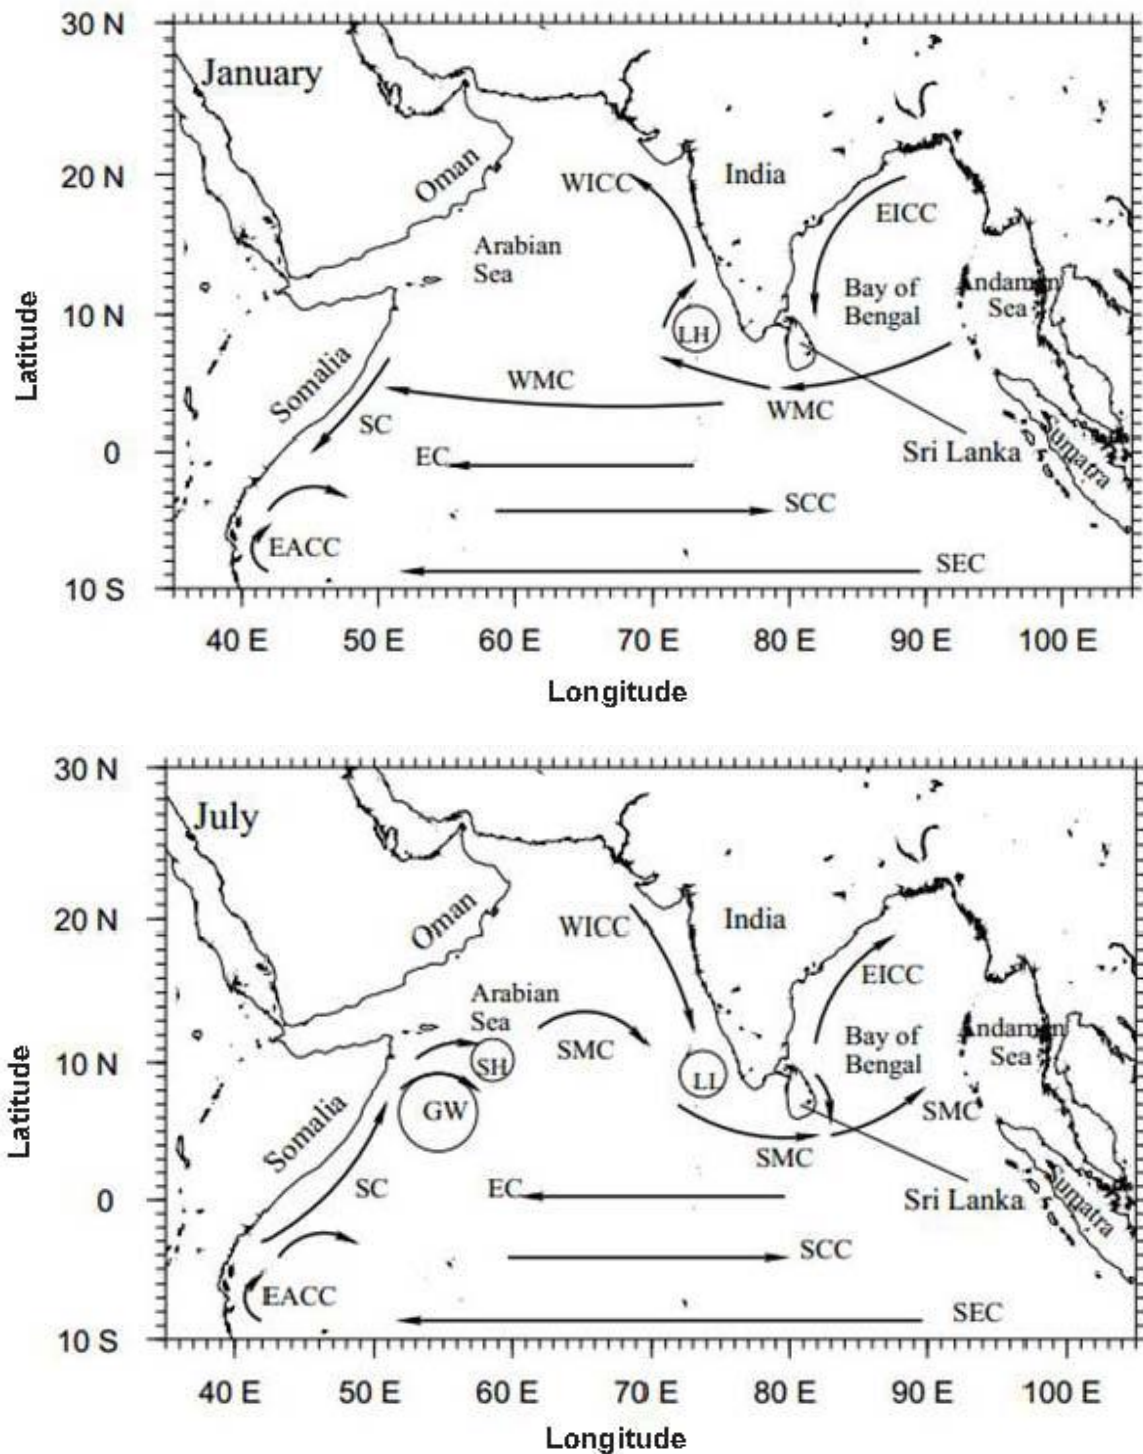 30 N
January
Oman
20 N
WICC
India
EICC
Arabian
Sea
Bay of
Bengal
Andaman
Sea
10 N
LH
Latitude
Somalia
WMC
WMC
SC
0
EC
Sri Lanka
Sumatra
SCC
EACC
SEC
10 S
40 E
50 E
60 E
70 E
80 E
90 E
100 E
Longitude
30 N
July
Oman
20 N
WICC
India
EICC
Arabian
Sea
SMC
Bay of
Bengal
Andaman
Sea
10 N
SH
LL
Latitude
GW
Somalia
SMC
SMC
SC
0
EC
Sri Lanka
Sumatra
SCC
EACC
SEC
10 S
40 E
50 E
60 E
70 E
80 E
90 E
100 E
Longitude